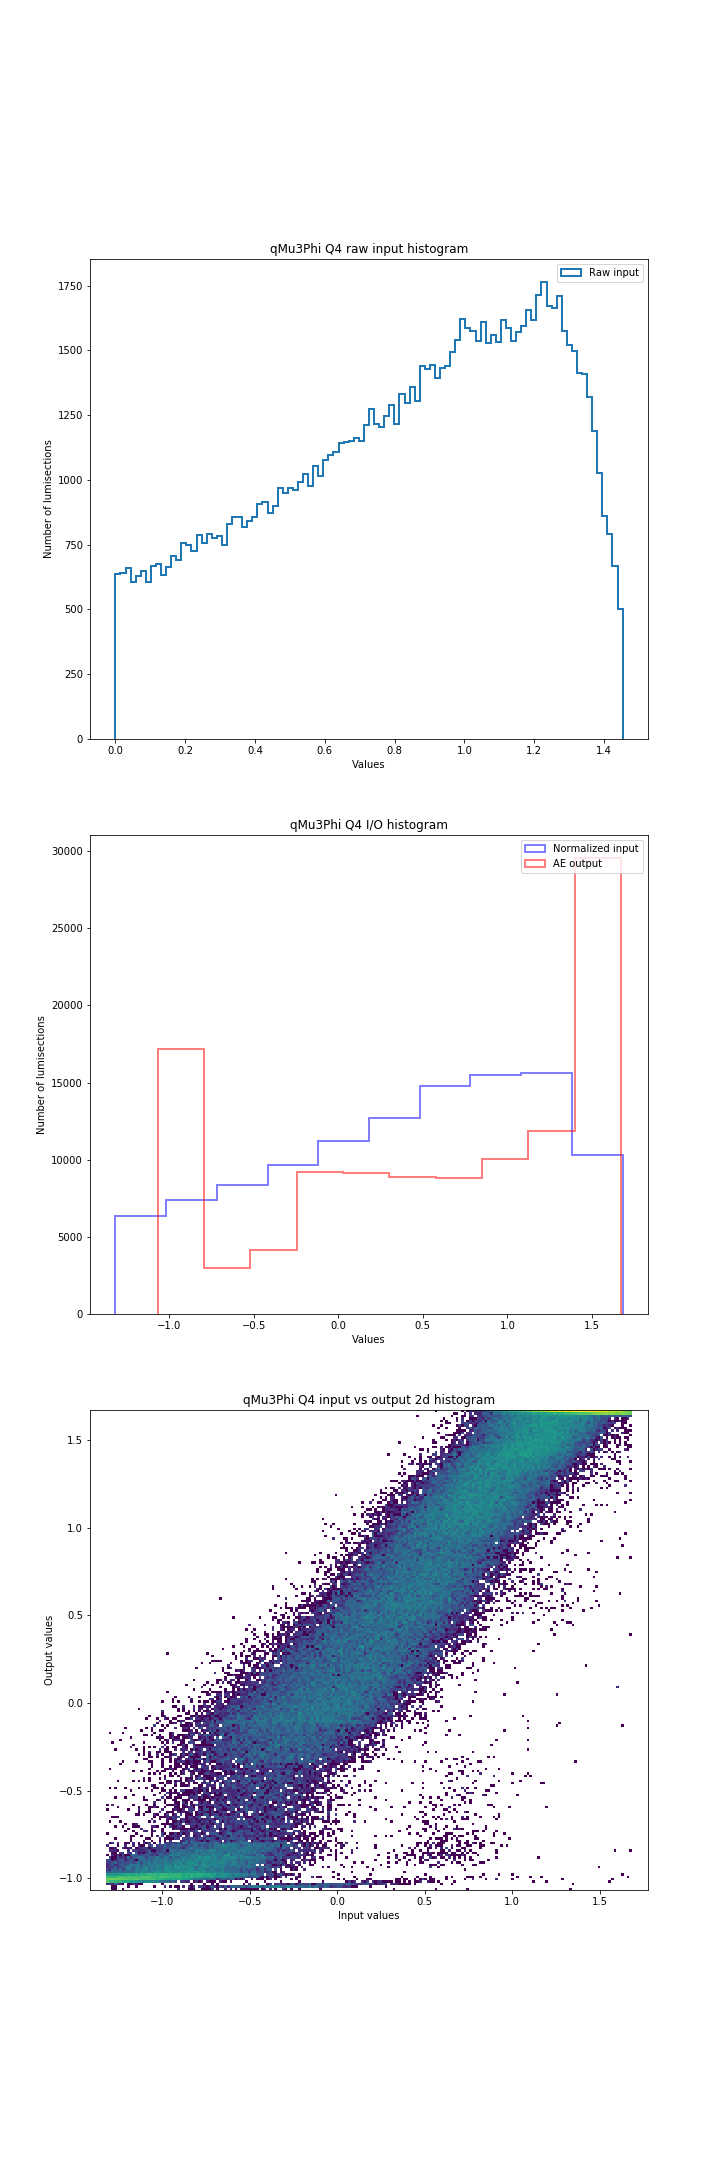 qMu3Phi Q4 raw input histogram
Raw input
1750
1500
1250
1000
750
500
250
0
Number of lumisections
0.0 0.2 0.4 0.6 0.8 1.0 1.2 1.4
Values
qMu3Phi Q4 I/O histogram
Normalized input
AE output
30000
25000
20000
15000
10000
5000
0
Number of lumisections
−1.0 −0.5 0.0 0.5 1.0 1.5
Values
qMu3Phi Q4 input vs output 2d histogram
1.5
1.0
0.5
0.0
−0.5
−1.0
Output values
−1.0 −0.5 0.0 0.5 1.0 1.5
Input values